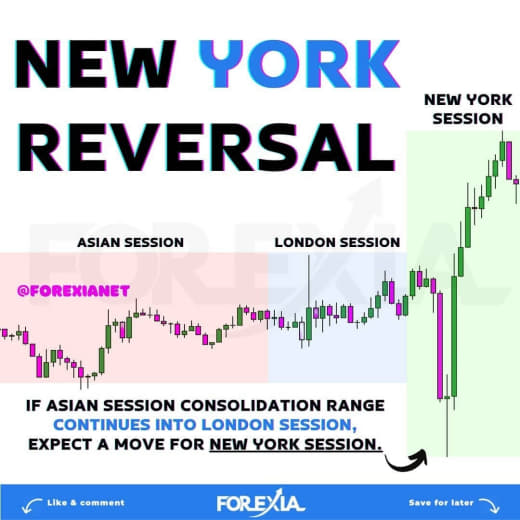 NEW YORK
REVERSAL
NEW YORK
SESSION
ASIAN SESSION
LONDON SESSION
FOREXIA
@FOREXIANET
IF ASIAN SESSION CONSOLIDATION RANGE
CONTINUES INTO LONDON SESSION,
EXPECT A MOVE FOR NEW YORK SESSION.
Like & comment
FOREXIA
Save for later